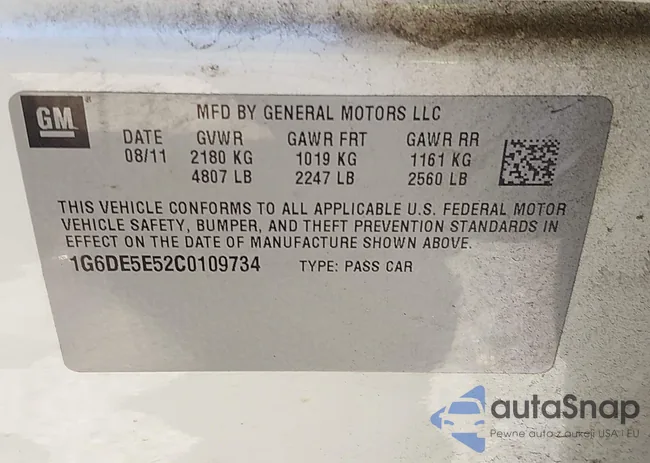 GM
MFD BY GENERAL MOTORS LLC
DATE GVWR GAWR FRT GAWR RR
08/11 2180 KG 1019 KG 1161 KG
4807 LB 2247 LB 2560 LB
THIS VEHICLE CONFORMS TO ALL APPLICABLE U.S. FEDERAL MOTOR
VEHICLE SAFETY, BUMPER, AND THEFT PREVENTION STANDARDS IN
EFFECT ON THE DATE OF MANUFACTURE SHOWN ABOVE.
1G6DE5E52C0109734 TYPE: PASS CAR
autaSnap
Pewne auta z aukcji USA i EU